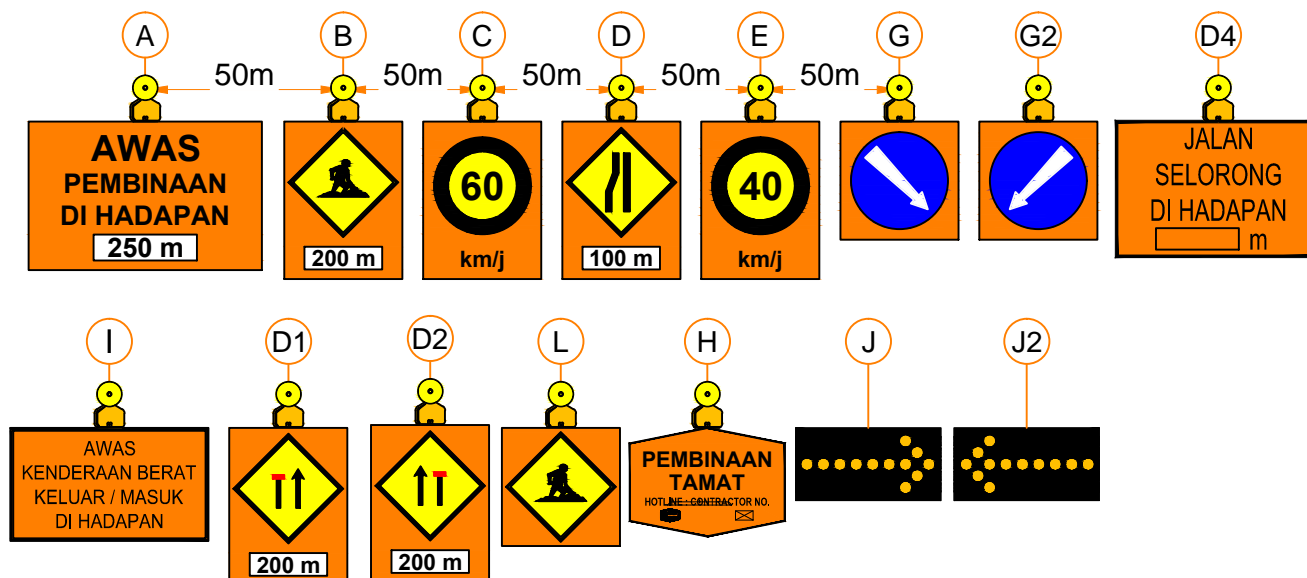 A
B
C
D
E
G
G2
D4
50m
50m
50m
50m
50m
AWAS
PEMBINAAN
DI HADAPAN
250 m
200 m
60
km/j
100 m
40
km/j
JALAN
SELORONG
DI HADAPAN
m
I
D1
D2
L
H
J
J2
AWAS
KENDERAAN BERAT
KELUAR / MASUK
DI HADAPAN
200 m
200 m
PEMBINAAN
TAMAT
HOTLINE : CONTRACTOR NO.